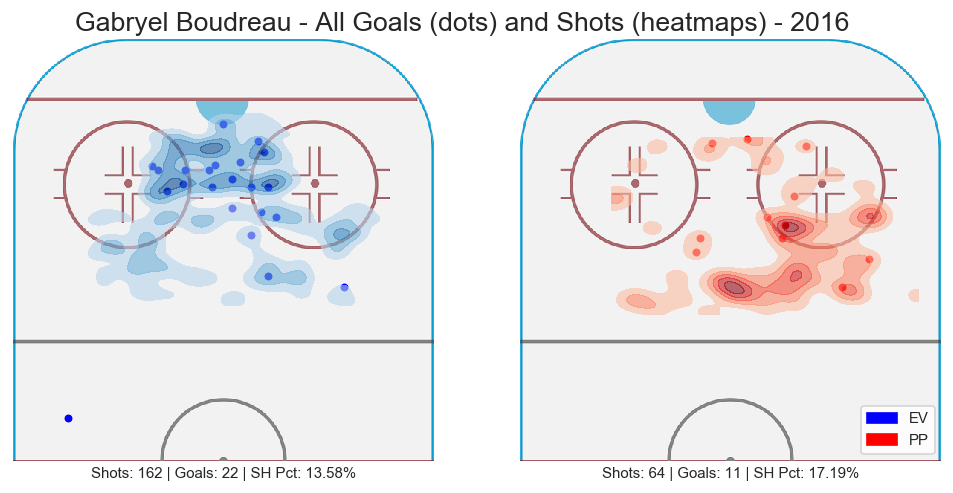 Gabryel Boudreau - All Goals (dots) and Shots (heatmaps) - 2016
EV
PP
Shots: 162 | Goals: 22 | SH Pct: 13.58%
Shots: 64 | Goals: 11 | SH Pct: 17.19%